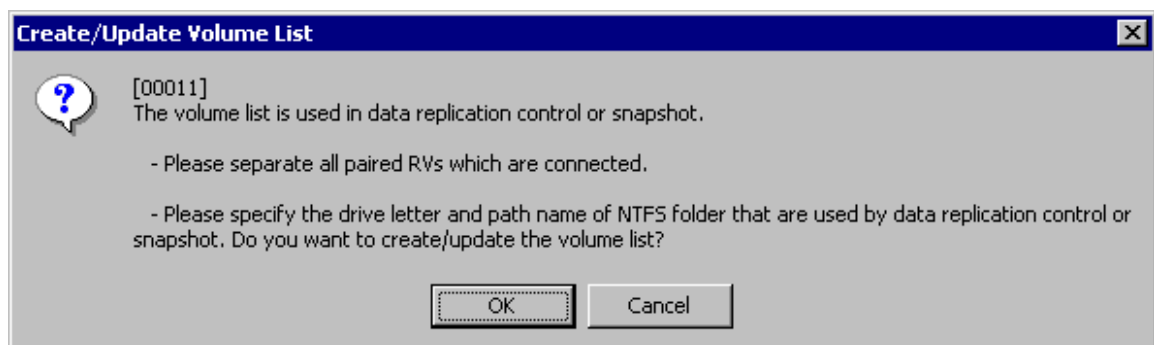 Create/Update Volume List
[00011]
The volume list is used in data replication control or snapshot.
- Please separate all paired RVs which are connected.
- Please specify the drive letter and path name of NTFS folder that are used by data replication control or
snapshot. Do you want to create/update the volume list?
OK
Cancel